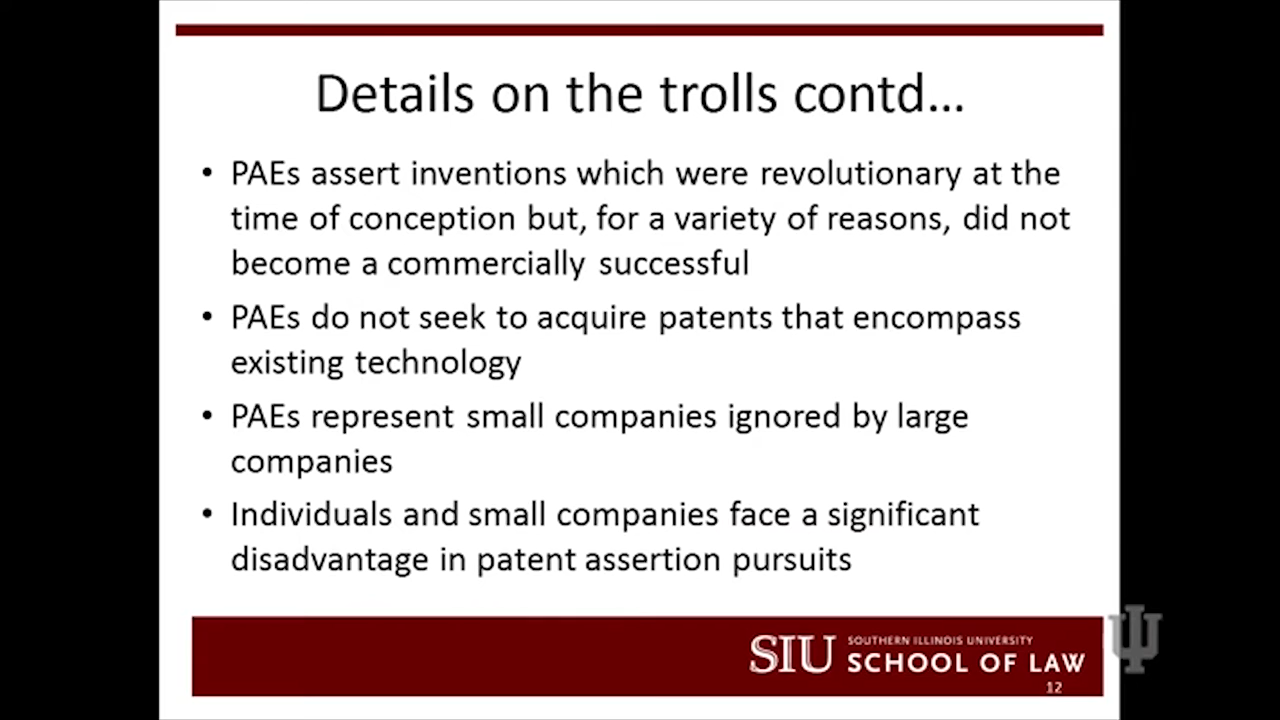 Details on the trolls contd...
• PAEs assert inventions which were revolutionary at the
time of conception but, for a variety of reasons, did not
become a commercially successful
• PAEs do not seek to acquire patents that encompass
existing technology
• PAEs represent small companies ignored by large
companies
• Individuals and small companies face a significant
disadvantage in patent assertion pursuits
SIU SOUTHERN ILLINOIS UNIVERSITY
SCHOOL OF LAW
12